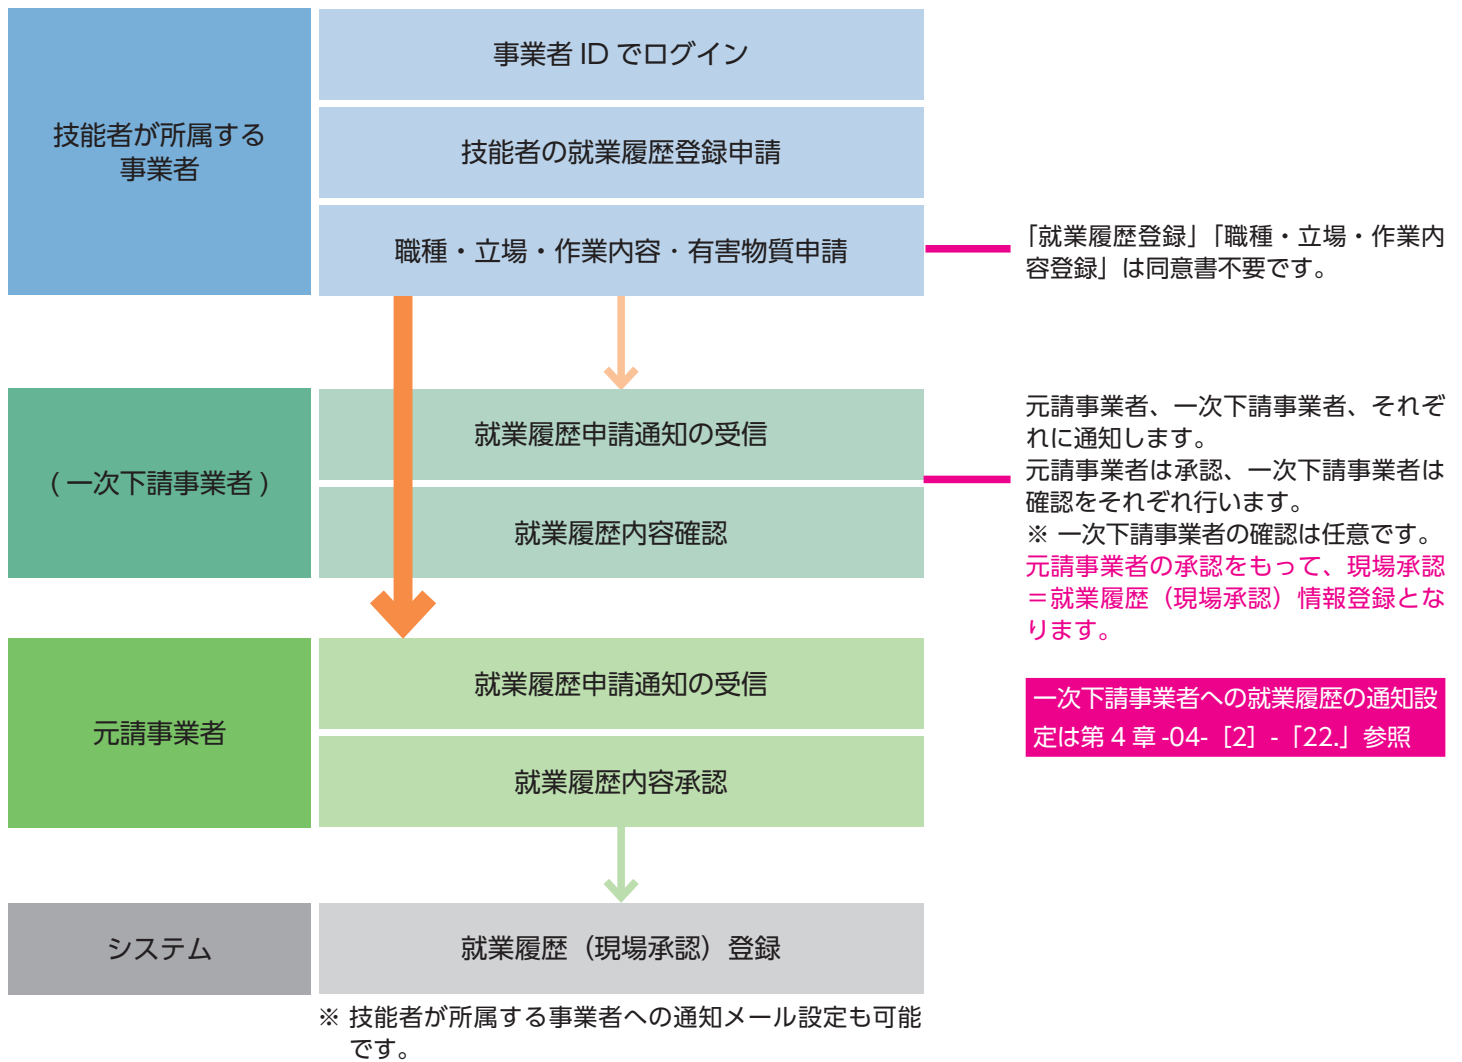 技能者が所属する
事業者
事業者 ID でログイン
技能者の就業履歴登録申請
職種・立場・作業内容・有害物質申請
「就業履歴登録」「職種・立場・作業内
容登録」は同意書不要です。
( 一次下請事業者 )
就業履歴申請通知の受信
就業履歴内容確認
元請事業者、一次下請事業者、それぞ
れに通知します。
元請事業者は承認、一次下請事業者は
確認をそれぞれ行います。
※ 一次下請事業者の確認は任意です。
元請事業者の承認をもって、現場承認
＝就業履歴（現場承認）情報登録とな
ります。
一次下請事業者への就業履歴の通知設
定は第 4 章 -04-［2］-「22.」参照
元請事業者
就業履歴申請通知の受信
就業履歴内容承認
システム
就業履歴（現場承認）登録
※ 技能者が所属する事業者への通知メール設定も可能
です。